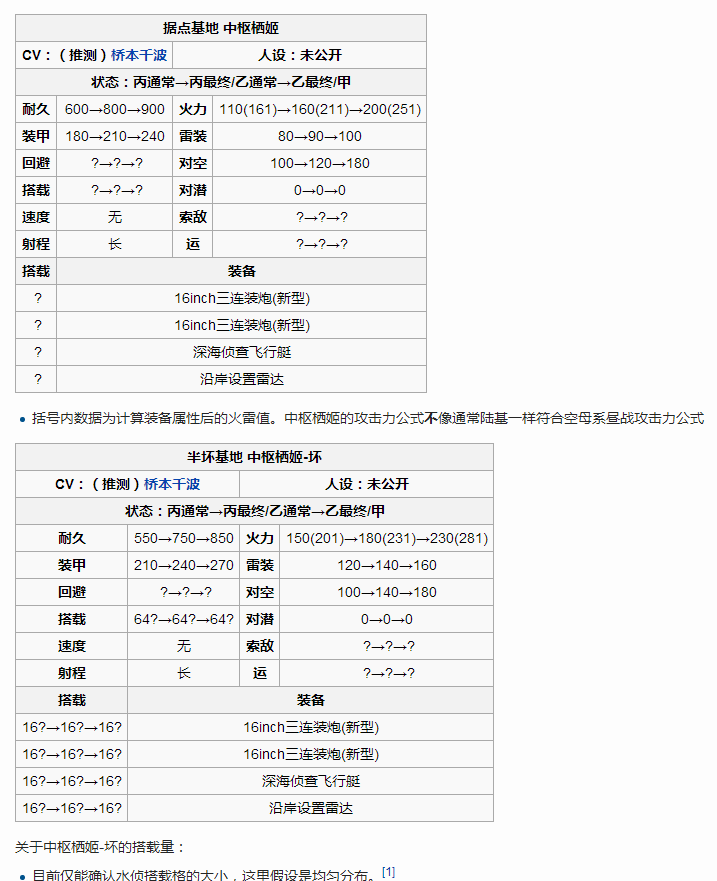 据点基地 中枢栖姬
CV：（推测）桥本千波 人设：未公开
状态：丙通常→丙最终/乙通常→乙最终/甲
耐久 600→800→900 火力 110(161)→160(211)→200(251)
装甲 180→210→240 雷装 80→90→100
回避 ?→?→? 对空 100→120→180
搭载 ?→?→? 对潜 0→0→0
速度 无 索敌 ?→?→?
射程 长 运 ?→?→?
搭载 装备
? 16inch三连装炮(新型)
? 16inch三连装炮(新型)
? 深海侦查飞行艇
? 沿岸设置雷达
括号内数据为计算装备属性后的火雷值。中枢栖姬的攻击力公式不像通常陆基一样符合空母系昼战攻击力公式
半坏基地 中枢栖姬-坏
CV：（推测）桥本千波 人设：未公开
状态：丙通常→丙最终/乙通常→乙最终/甲
耐久 550→750→850 火力 150(201)→180(231)→230(281)
装甲 210→240→270 雷装 120→140→160
回避 ?→?→? 对空 100→140→180
搭载 64?→64?→64? 对潜 0→0→0
速度 无 索敌 ?→?→?
射程 长 运 ?→?→?
搭载 装备
16?→16?→16? 16inch三连装炮(新型)
16?→16?→16? 16inch三连装炮(新型)
16?→16?→16? 深海侦查飞行艇
16?→16?→16? 沿岸设置雷达
关于中枢栖姬-坏的搭载量：
目前仅能确认水侦搭载格的大小，这里假设是均匀分布。[1]